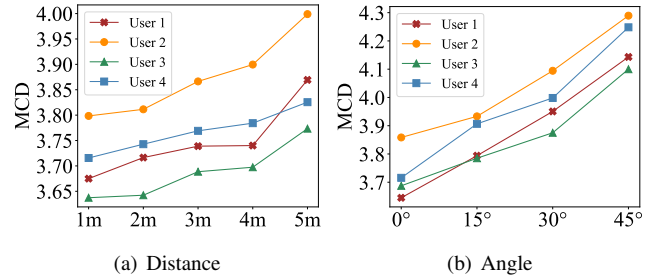 4.00
3.95
3.90
3.85
3.80
3.75
3.70
3.65
MCD
User 1
User 2
User 3
User 4
1m 2m 3m 4m 5m
(a) Distance
4.3
4.2
4.1
4.0
3.9
3.8
3.7
MCD
User 1
User 2
User 3
User 4
0° 15° 30° 45°
(b) Angle